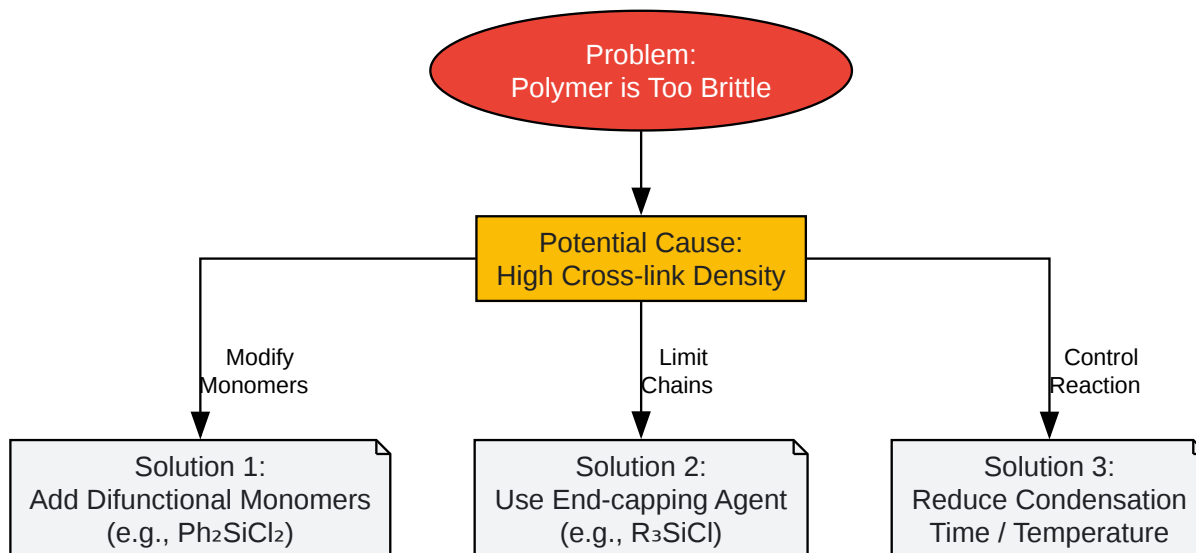 Problem:
Polymer is Too Brittle
Potential Cause:
High Cross-link Density
Modify
Monomers
Limit
Chains
Control
Reaction
Solution 1:
Add Difunctional Monomers
(e.g., Ph₂SiCl₂)
Solution 2:
Use End-capping Agent
(e.g., R₃SiCl)
Solution 3:
Reduce Condensation
Time / Temperature